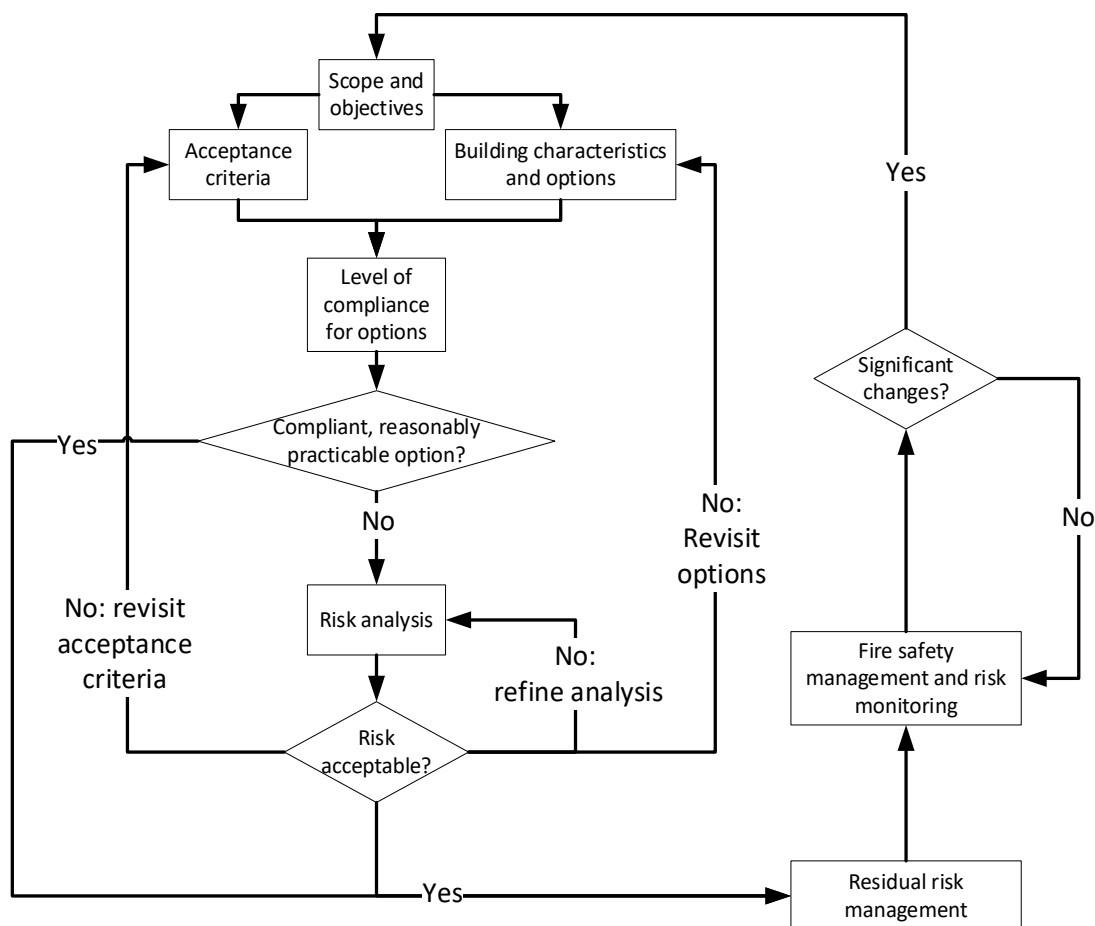 Scope and
objectives
Acceptance
criteria
Building characteristics
and options
Yes
Level of
compliance
for options
Significant
changes?
Yes
Compliant, reasonably
practicable option?
No
No:
Revisit
options
No
Risk analysis
No: revisit
acceptance
criteria
No:
refine analysis
Fire safety
management and risk
monitoring
Risk
acceptable?
Yes
Residual risk
management